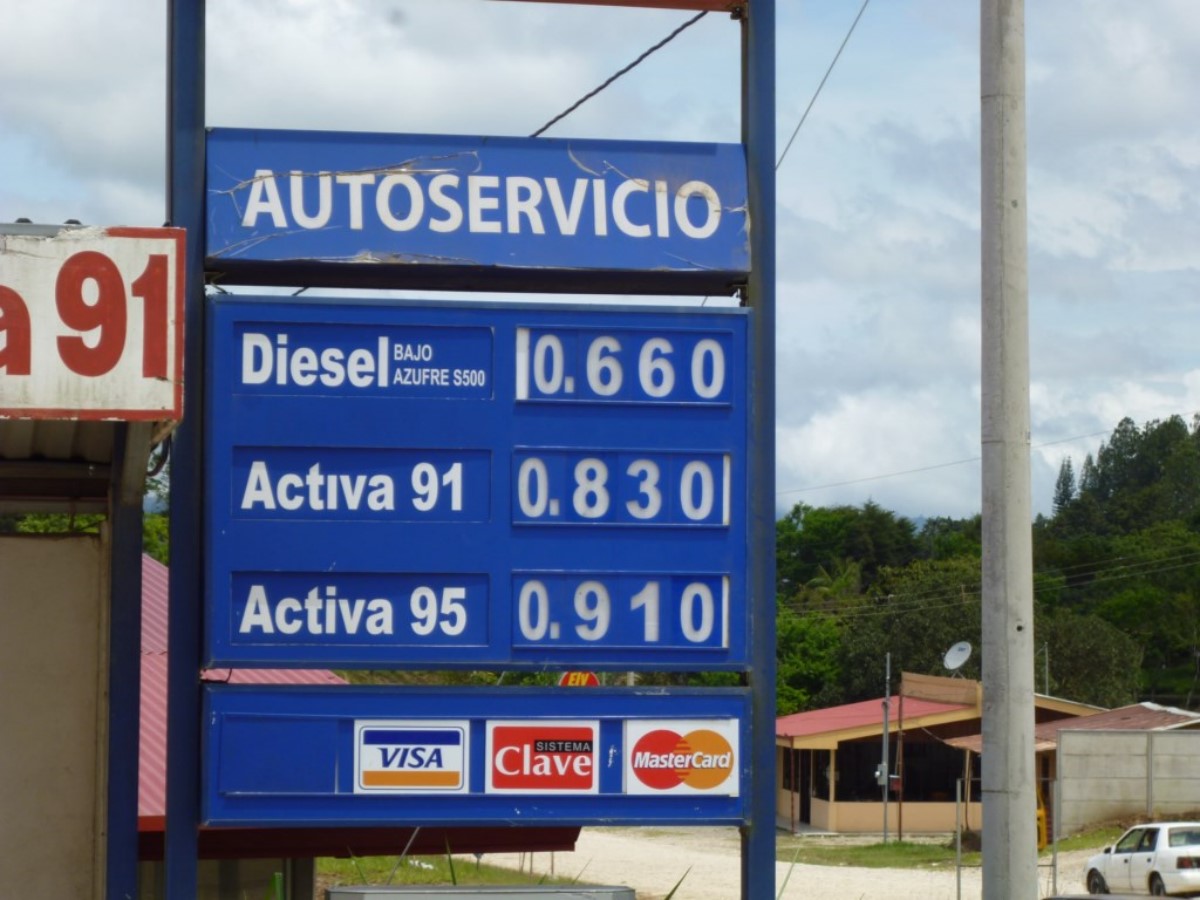 AUTOSERVICIO
a 91
Diesel BAJO AZUFRE S500 0.660
Activa 91 0.830
Activa 95 0.910
VISA
SISTEMA
Clave
MasterCard